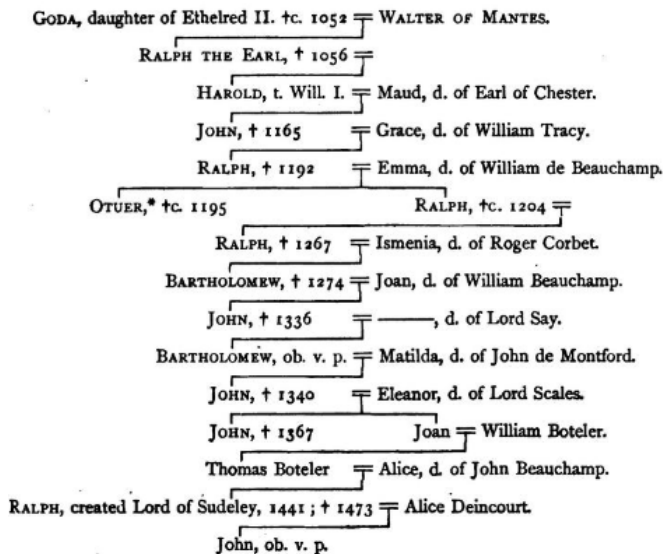 GODA, daughter of Ethelred II. †c. 1052 = WALTER OF MANTES.
RALPH THE EARL, † 1056 =
HAROLD, t. Will. I. = Maud, d. of Earl of Chester.
JOHN, † 1165 = Grace, d. of William Tracy.
RALPH, † 1192 = Emma, d. of William de Beauchamp.
OTUER,* †c. 1195 RALPH, †c. 1204 =
RALPH, † 1267 = Ismenia, d. of Roger Corbet.
BARTHOLOMEW, † 1274 = Joan, d. of William Beauchamp.
JOHN, † 1336 = ———, d. of Lord Say.
BARTHOLOMEW, ob. v. p. = Matilda, d. of John de Montford.
JOHN, † 1340 = Eleanor, d. of Lord Scales.
JOHN, † 1367 Joan = William Boteler.
Thomas Boteler = Alice, d. of John Beauchamp.
RALPH, created Lord of Sudeley, 1441 ; † 1473 = Alice Deincourt.
John, ob. v. p.